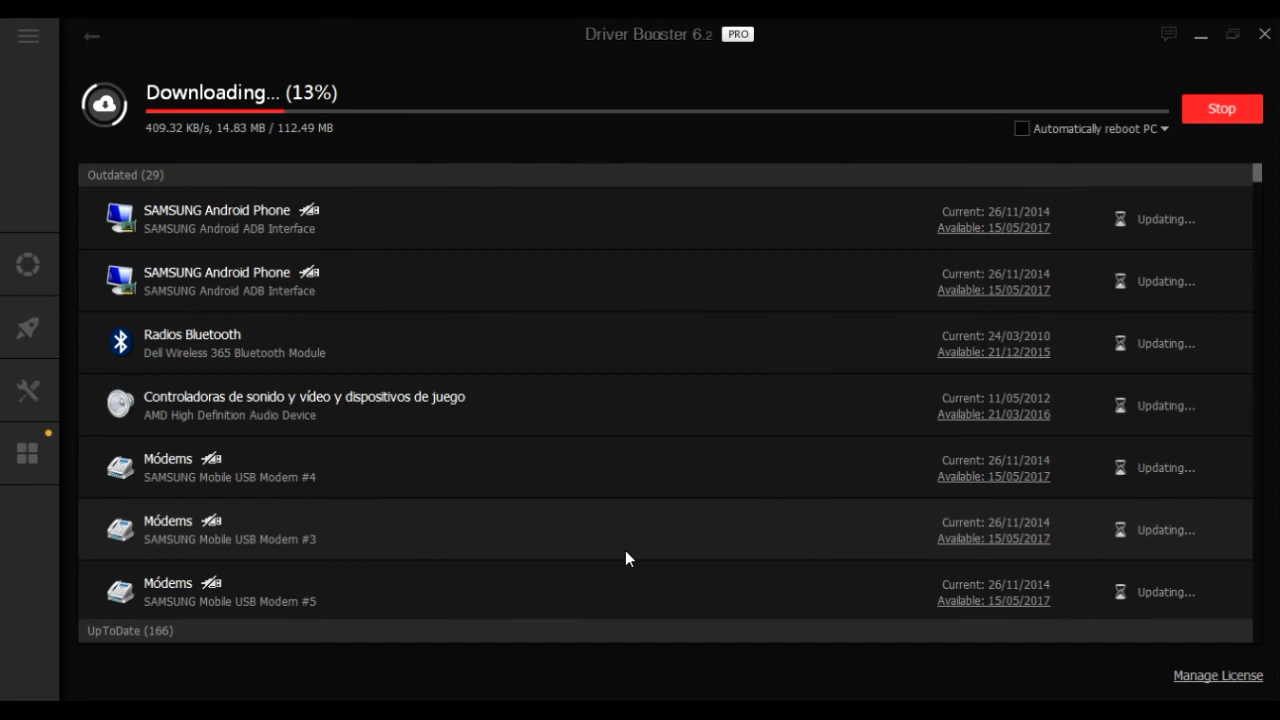 Driver Booster 6.2 PRO
Downloading... (13%)
Stop
409.32 KB/s, 14.83 MB / 112.49 MB
Automatically reboot PC
Outdated (29)
SAMSUNG Android Phone
SAMSUNG Android ADB Interface
Current: 26/11/2014
Available: 15/05/2017
Updating...
SAMSUNG Android Phone
SAMSUNG Android ADB Interface
Current: 26/11/2014
Available: 15/05/2017
Updating...
Radios Bluetooth
Dell Wireless 365 Bluetooth Module
Current: 24/03/2010
Available: 21/12/2015
Updating...
Controladoras de sonido y vídeo y dispositivos de juego
AMD High Definition Audio Device
Current: 11/05/2012
Available: 21/03/2016
Updating...
Módems
SAMSUNG Mobile USB Modem #4
Current: 26/11/2014
Available: 15/05/2017
Updating...
Módems
SAMSUNG Mobile USB Modem #3
Current: 26/11/2014
Available: 15/05/2017
Updating...
Módems
SAMSUNG Mobile USB Modem #5
Current: 26/11/2014
Available: 15/05/2017
Updating...
UpToDate (166)
Manage License